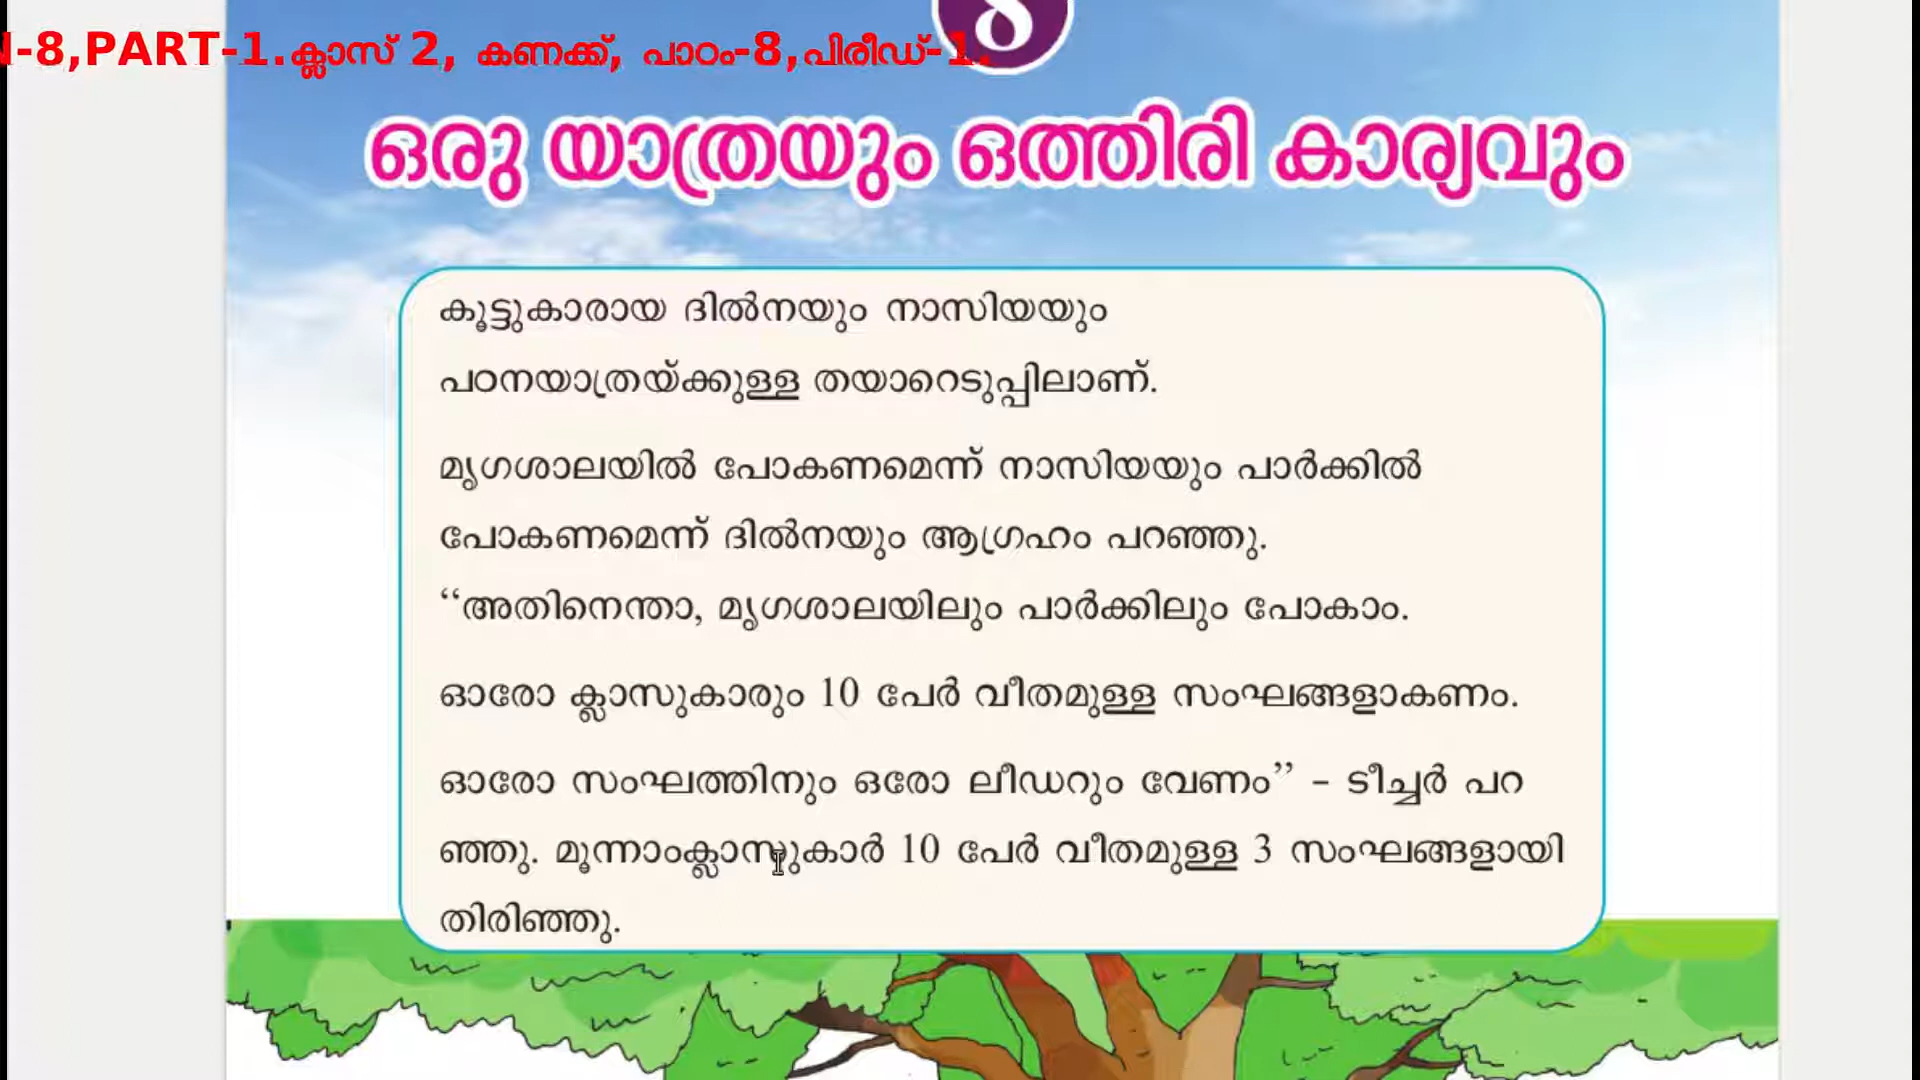 -8,PART-1.ക്ലാസ് 2, കണക്ക്, പാഠം-8,പിരീഡ്-1.
8
ഒരു യാത്രയും ഒത്തിരി കാര്യവും
കൂട്ടുകാരായ ദിൽനയും നാസിയയും
പഠനയാത്രയ്ക്കുള്ള തയാറെടുപ്പിലാണ്.
മൃഗശാലയിൽ പോകണമെന്ന് നാസിയയും പാർക്കിൽ
പോകണമെന്ന് ദിൽനയും ആഗ്രഹം പറഞ്ഞു.
“അതിനെന്താ, മൃഗശാലയിലും പാർക്കിലും പോകാം.
ഓരോ ക്ലാസുകാരും 10 പേർ വീതമുള്ള സംഘങ്ങളാകണം.
ഓരോ സംഘത്തിനും ഒരോ ലീഡറും വേണം” – ടീച്ചർ പറ
ഞ്ഞു. മൂന്നാംക്ലാസുകാർ 10 പേർ വീതമുള്ള 3 സംഘങ്ങളായി
തിരിഞ്ഞു.